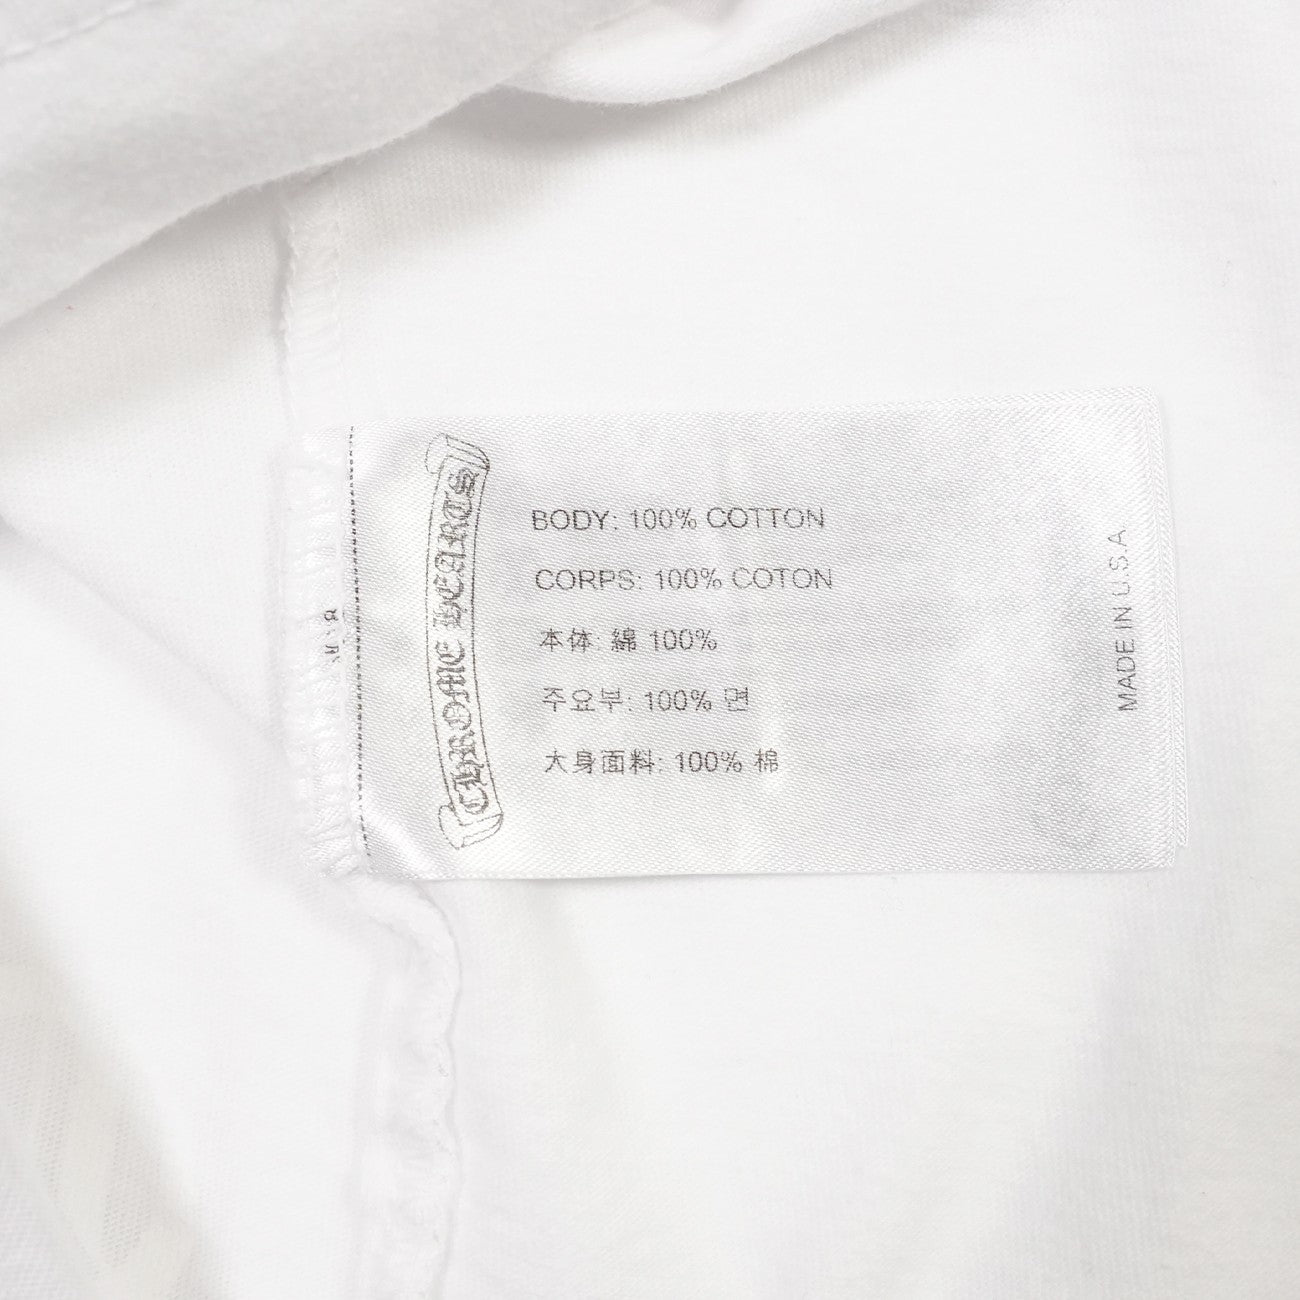 CHROME HEARTS
BODY: 100% COTTON
CORPS: 100% COTON
本体: 綿 100%
주요부: 100% 면
大身面料: 100% 棉
MADE IN U.S.A